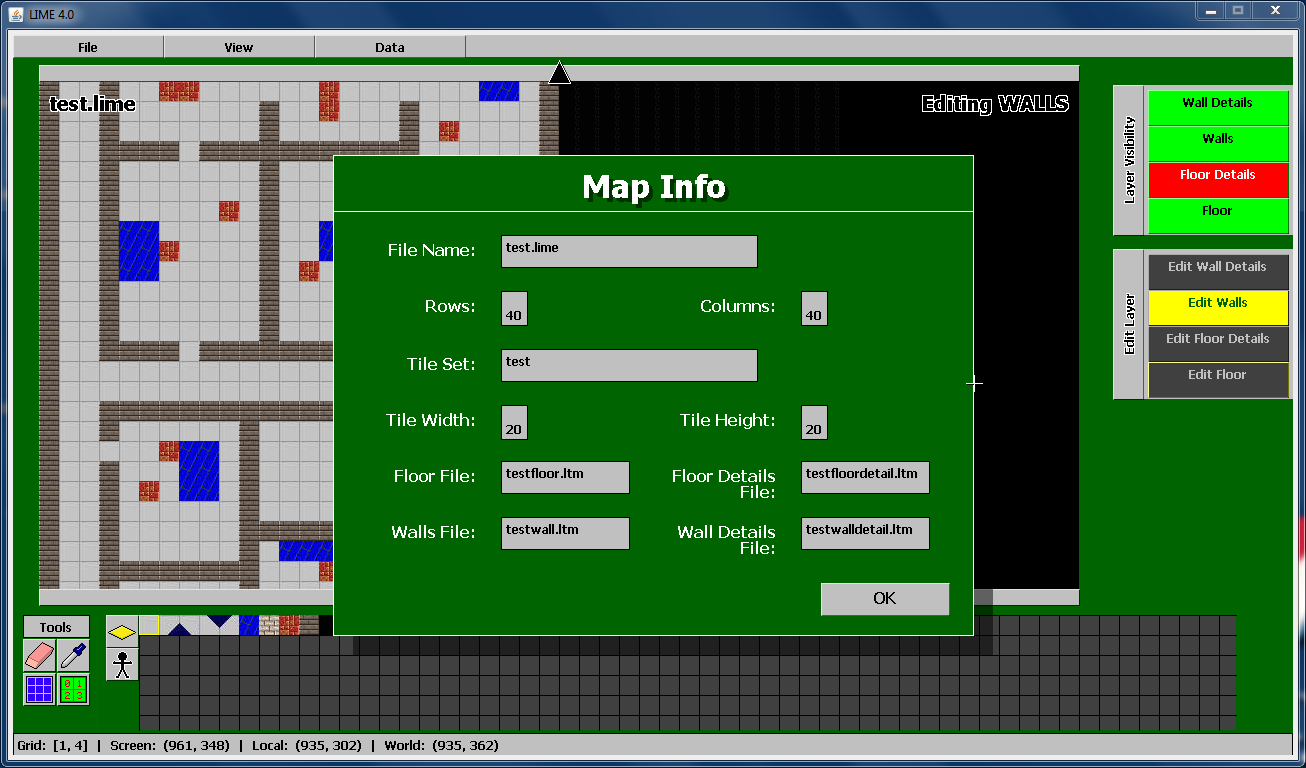 LIME 4.0
File
View
Data
test.lime
Editing WALLS
Layer Visibility
Wall Details
Walls
Floor Details
Floor
Edit Layer
Edit Wall Details
Edit Walls
Edit Floor Details
Edit Floor
Map Info
File Name: test.lime
Rows: 40 Columns: 40
Tile Set: test
Tile Width: 20 Tile Height: 20
Floor File: testfloor.ltm Floor Details testfloordetail.ltm
File:
Walls File: testwall.ltm Wall Details testwalldetail.ltm
File:
OK
Tools
0 1
2 3
Grid: [1, 4] | Screen: (961, 348) | Local: (935, 302) | World: (935, 362)